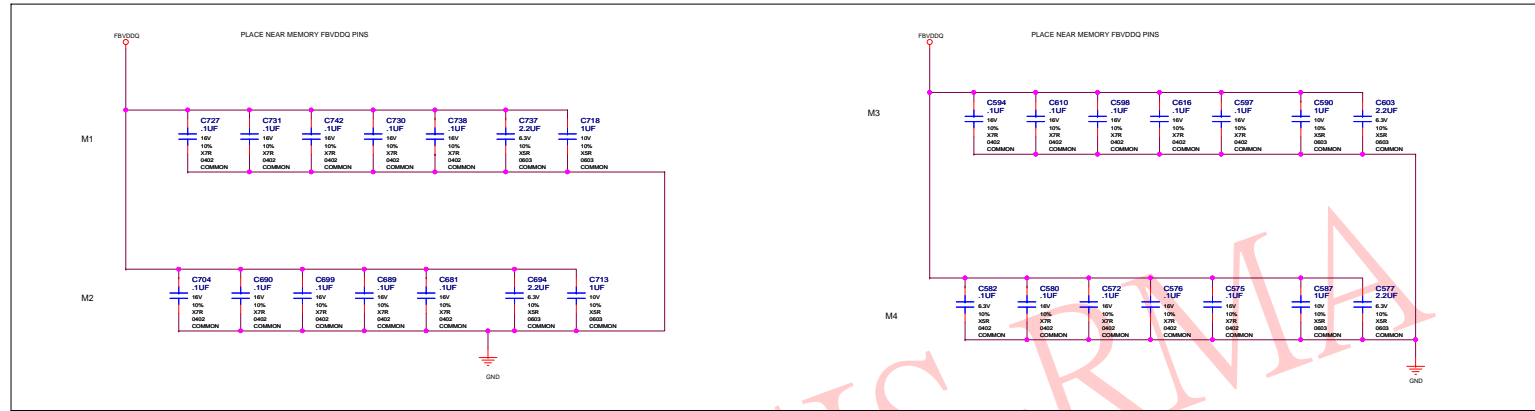 FBVDDQ
PLACE NEAR MEMORY FBVDDQ PINS
M1
C727
.1UF
16V
10%
X7R
0402
COMMON
C731
.1UF
16V
10%
X7R
0402
COMMON
C742
.1UF
16V
10%
X7R
0402
COMMON
C730
.1UF
16V
10%
X7R
0402
COMMON
C738
.1UF
16V
10%
X7R
0402
COMMON
C737
2.2UF
6.3V
10%
X5R
0603
COMMON
C718
1UF
10V
10%
X5R
0603
COMMON
M2
C704
.1UF
16V
10%
X7R
0402
COMMON
C690
.1UF
16V
10%
X7R
0402
COMMON
C699
.1UF
16V
10%
X7R
0402
COMMON
C689
.1UF
16V
10%
X7R
0402
COMMON
C681
.1UF
16V
10%
X7R
0402
COMMON
C694
2.2UF
6.3V
10%
X5R
0603
COMMON
C713
1UF
10V
10%
X5R
0603
COMMON
GND
FBVDDQ
PLACE NEAR MEMORY FBVDDQ PINS
M3
C594
.1UF
16V
10%
X7R
0402
COMMON
C610
.1UF
16V
10%
X7R
0402
COMMON
C598
.1UF
16V
10%
X7R
0402
COMMON
C616
.1UF
16V
10%
X7R
0402
COMMON
C597
.1UF
16V
10%
X7R
0402
COMMON
C590
1UF
10V
10%
X5R
0603
COMMON
C603
2.2UF
6.3V
10%
X5R
0603
COMMON
M4
C582
.1UF
6.3V
10%
X5R
0402
COMMON
C580
.1UF
16V
10%
X7R
0402
COMMON
C572
.1UF
16V
10%
X7R
0402
COMMON
C576
.1UF
16V
10%
X7R
0402
COMMON
C575
.1UF
16V
10%
X7R
0402
COMMON
C587
1UF
10V
10%
X5R
0603
COMMON
C577
2.2UF
6.3V
10%
X5R
0603
COMMON
GND
RMA